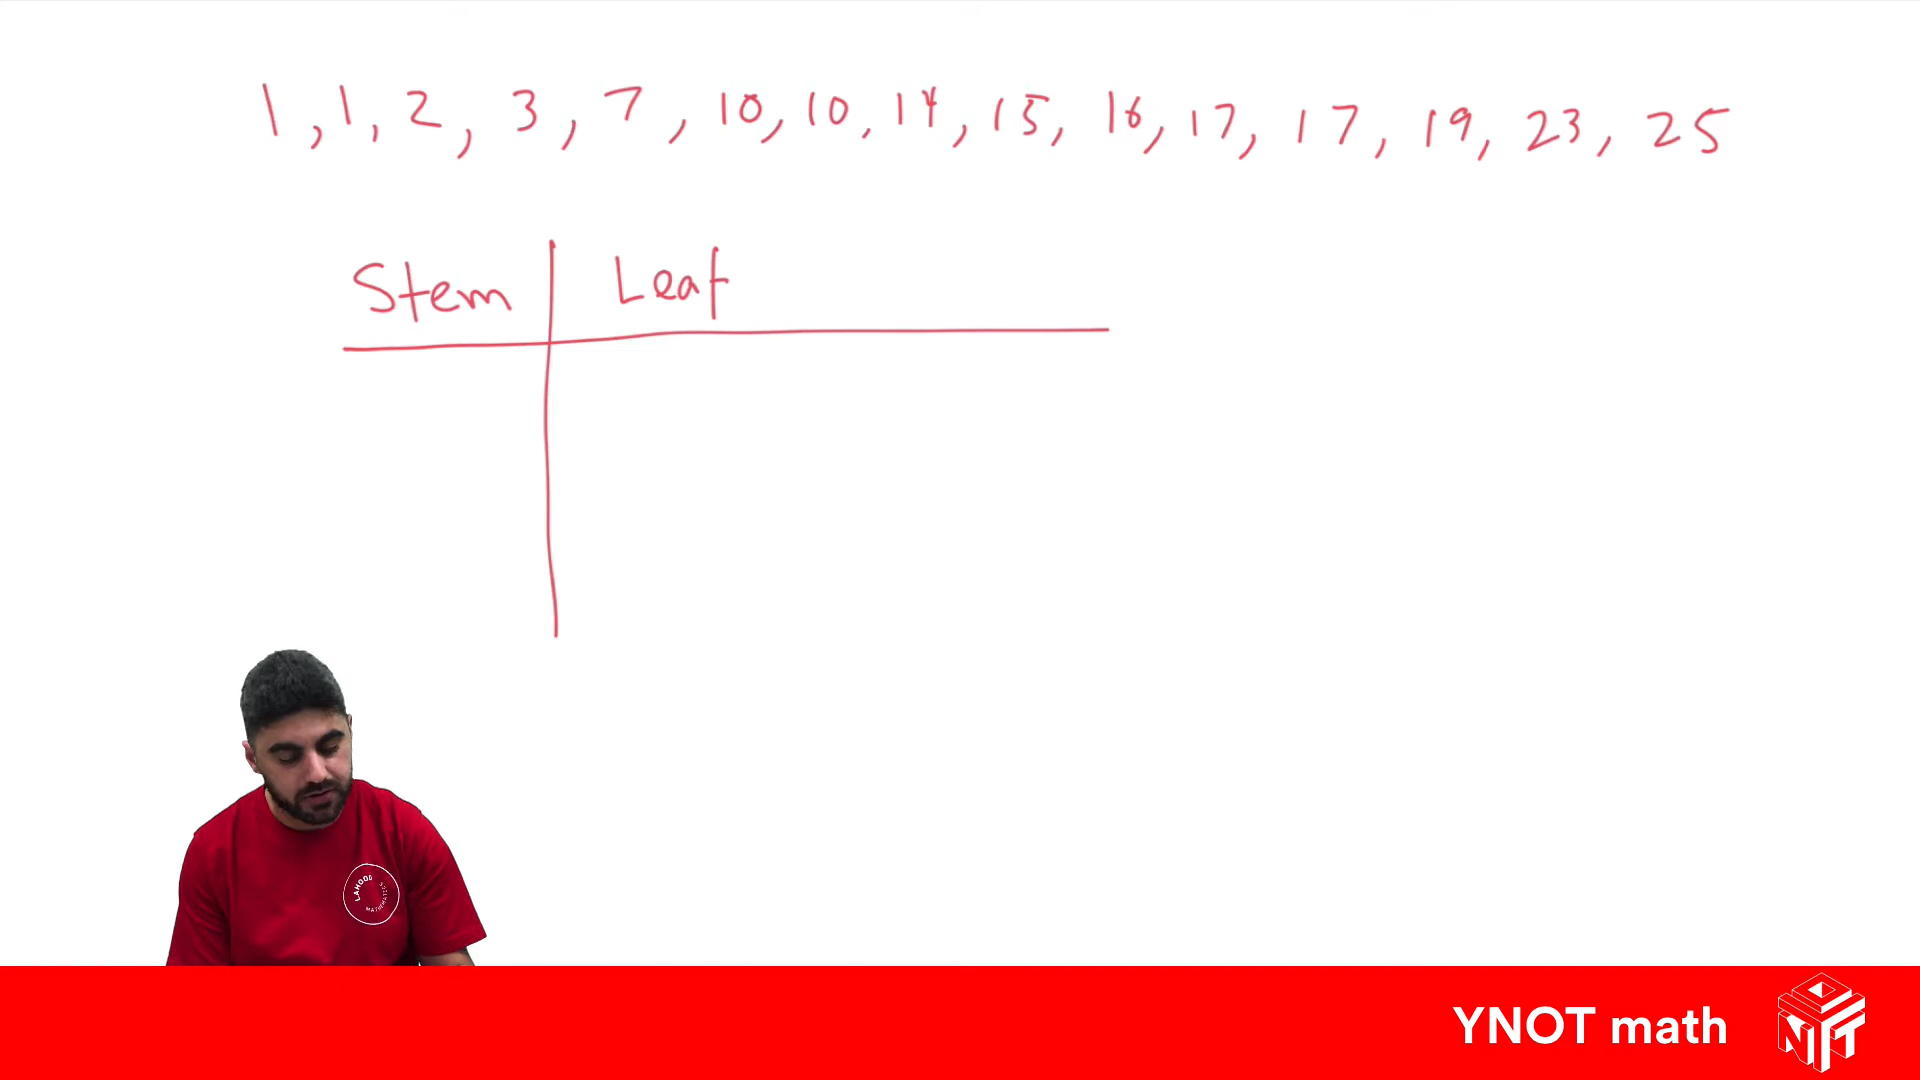 1, 1, 2, 3, 7, 10, 10, 14, 15, 16, 17, 17, 19, 23, 25
Stem Leaf
LAHOOD
YNOT math